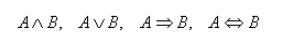 A ∧ B, A ∨ B, A ⇒ B, A ⇔ B